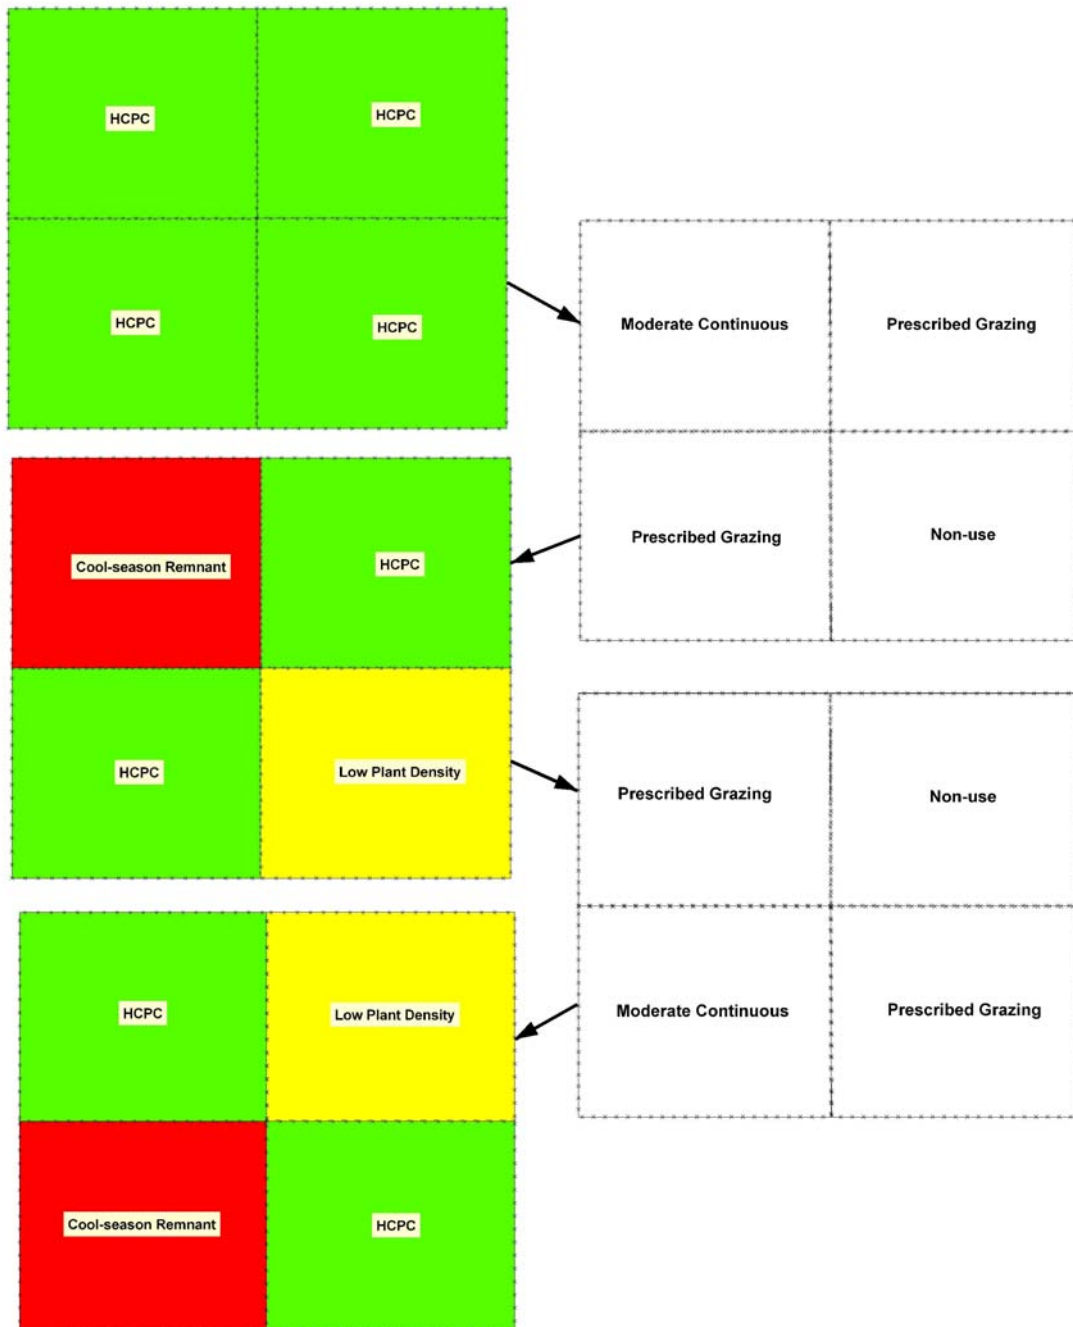 HCPC
HCPC
HCPC
HCPC
Moderate Continuous
Prescribed Grazing
Prescribed Grazing
Non-use
Cool-season Remnant
HCPC
HCPC
Low Plant Density
Prescribed Grazing
Non-use
Moderate Continuous
Prescribed Grazing
HCPC
Low Plant Density
Cool-season Remnant
HCPC